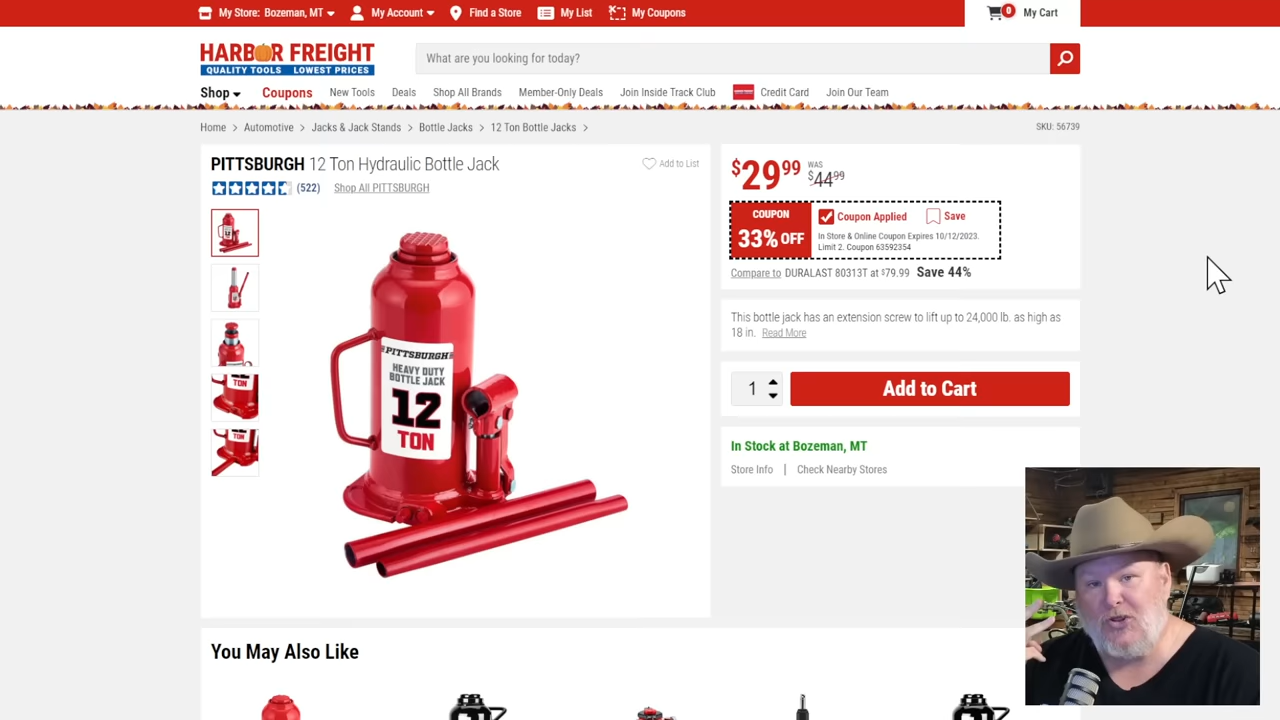 My Store: Bozeman, MT
My Account
Find a Store
My List
My Coupons
0
My Cart
HARBOR FREIGHT
QUALITY TOOLS LOWEST PRICES
What are you looking for today?
Shop
Coupons
New Tools
Deals
Shop All Brands
Member-Only Deals
Join Inside Track Club
Credit Card
Join Our Team
Home > Automotive > Jacks & Jack Stands > Bottle Jacks > 12 Ton Bottle Jacks >
SKU: 56739
PITTSBURGH 12 Ton Hydraulic Bottle Jack
Add to List
(522)
Shop All PITTSBURGH
PITTSBURGH
HEAVY DUTY
BOTTLE JACK
12
TON
12
TON
TON
$29 99
WAS
$44 99
COUPON
33% OFF
Coupon Applied
Save
In Store & Online Coupon Expires 10/12/2023.
Limit 2. Coupon 63592354
Compare to DURALAST 80313T at $79.99 Save 44%
This bottle jack has an extension screw to lift up to 24,000 lb. as high as
18 in. Read More
1
Add to Cart
In Stock at Bozeman, MT
Store Info | Check Nearby Stores
You May Also Like